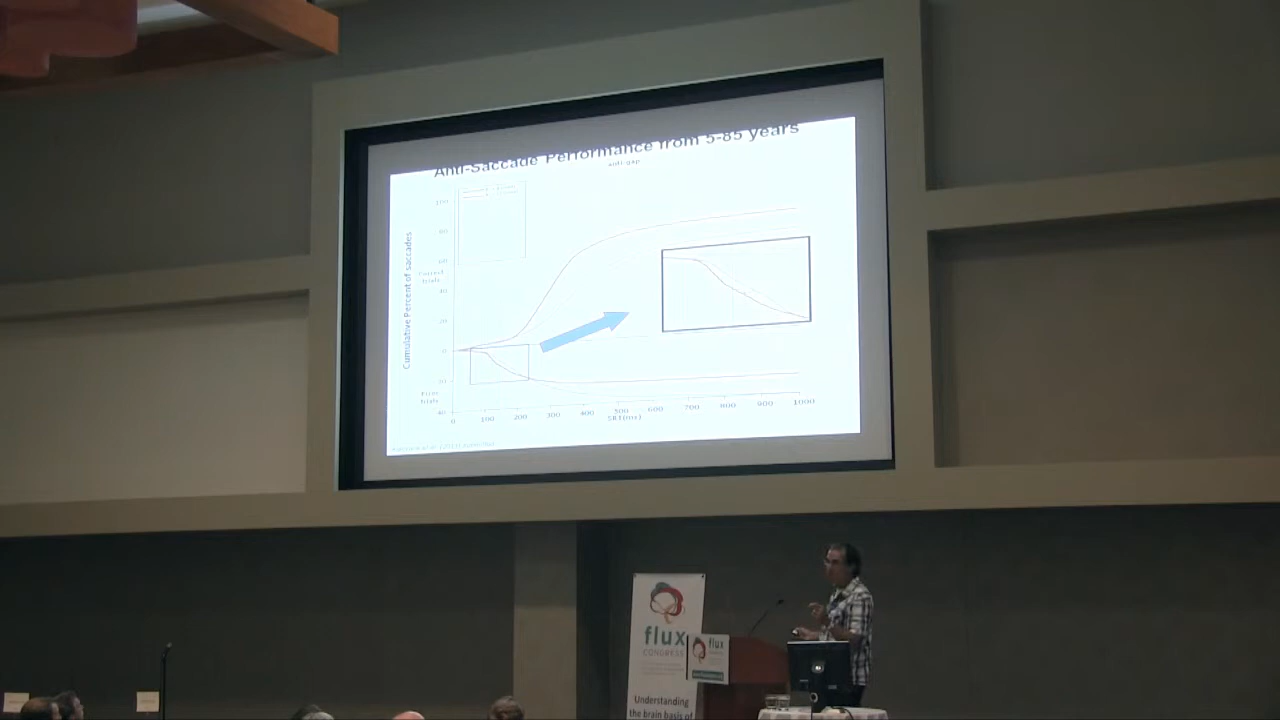 Anti-Saccade Performance from 5-85 years
anti-gap
Cumulative Percent of saccades
100
80
60
Correct
trials
40
20
0
20
Error
trials
40
0 100 200 300 400 500 600 700 800 900 1000
SRT(ms)
flux
CONGRESS
flux
Understanding
the brain basis of